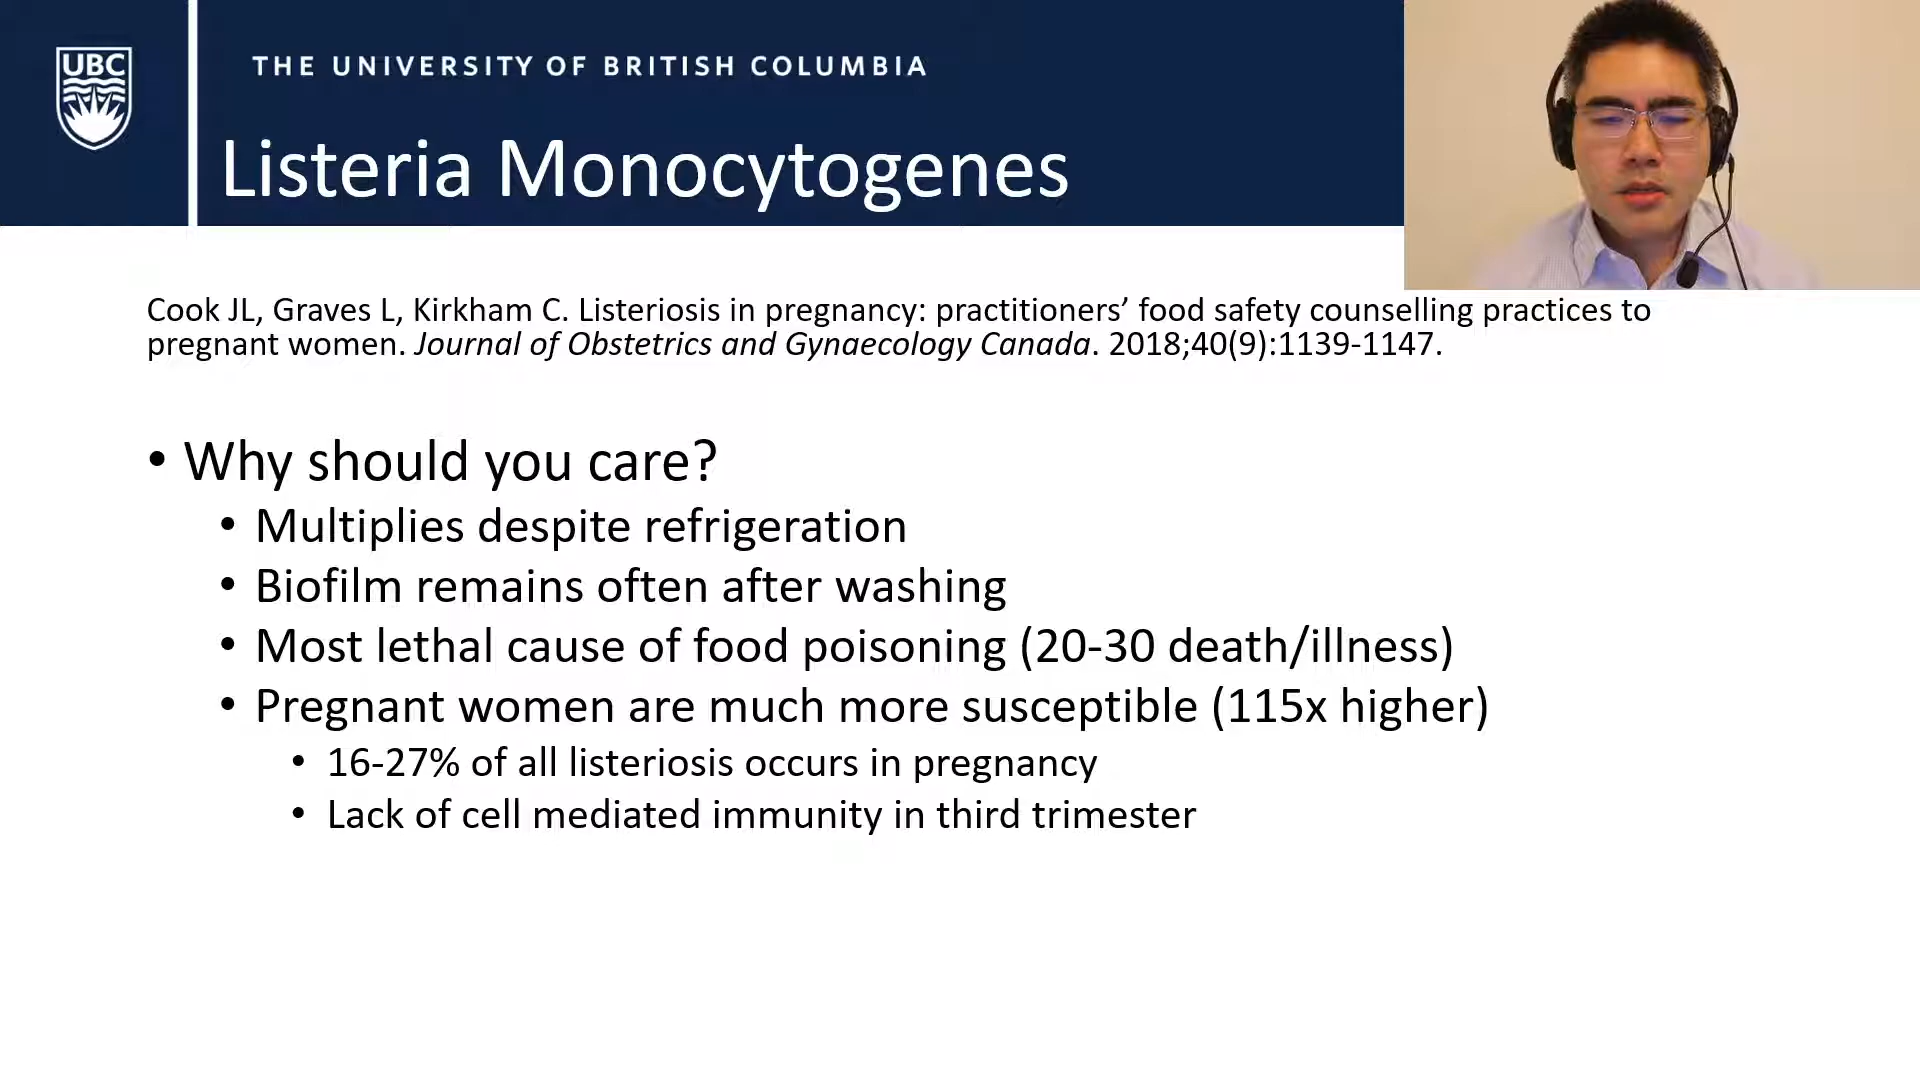 UBC
THE UNIVERSITY OF BRITISH COLUMBIA
Listeria Monocytogenes
Cook JL, Graves L, Kirkham C. Listeriosis in pregnancy: practitioners’ food safety counselling practices to
pregnant women. Journal of Obstetrics and Gynaecology Canada. 2018;40(9):1139-1147.
• Why should you care?
• Multiplies despite refrigeration
• Biofilm remains often after washing
• Most lethal cause of food poisoning (20-30 death/illness)
• Pregnant women are much more susceptible (115x higher)
• 16-27% of all listeriosis occurs in pregnancy
• Lack of cell mediated immunity in third trimester